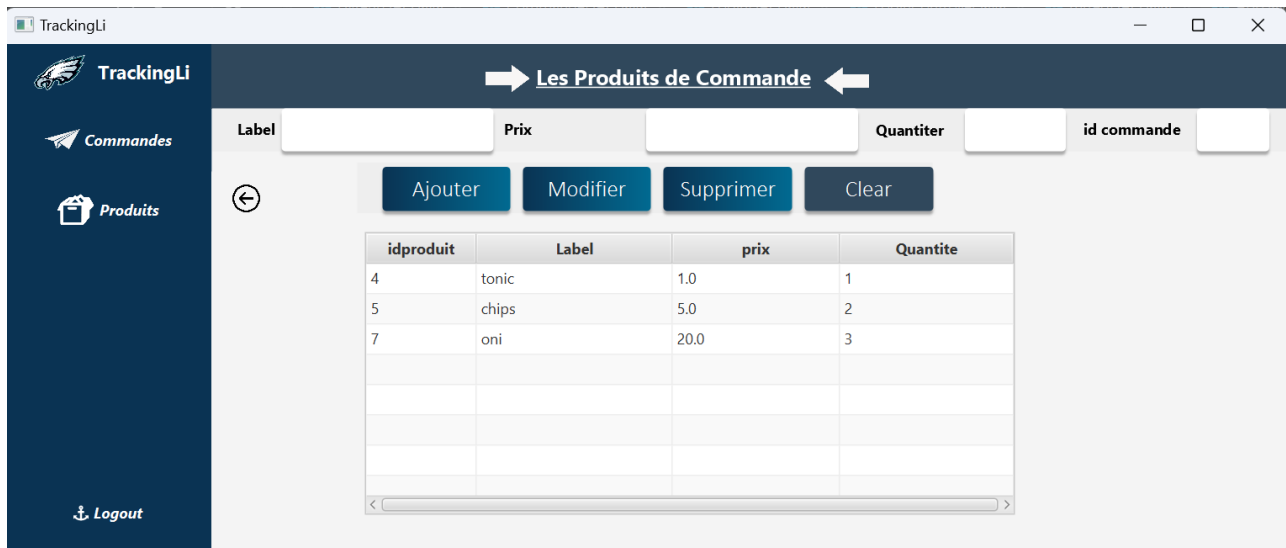 TrackingLi
TrackingLi
Les Produits de Commande
Commandes
Label Prix Quantiter id commande
Produits
Ajouter Modifier Supprimer Clear
idproduit Label prix Quantite
4 tonic 1.0 1
5 chips 5.0 2
7 oni 20.0 3
Logout